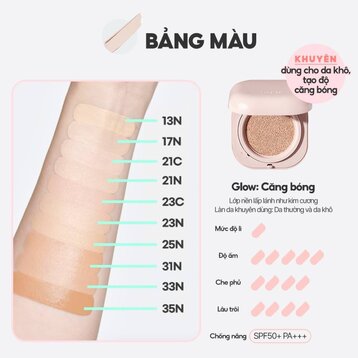 BẢNG MÀU
KHUYÊN
dùng cho da khô,
tạo độ
căng bóng
13N
17N
21C
21N
23C
23N
25N
31N
33N
35N
Glow: Căng bóng
Lớp nền lấp lánh như kim cương
Làn da khuyên dùng: Da thường và da khô
Mức độ lì
Độ ẩm
Che phủ
Lâu trôi
Chống nắng
SPF50+ PA+++